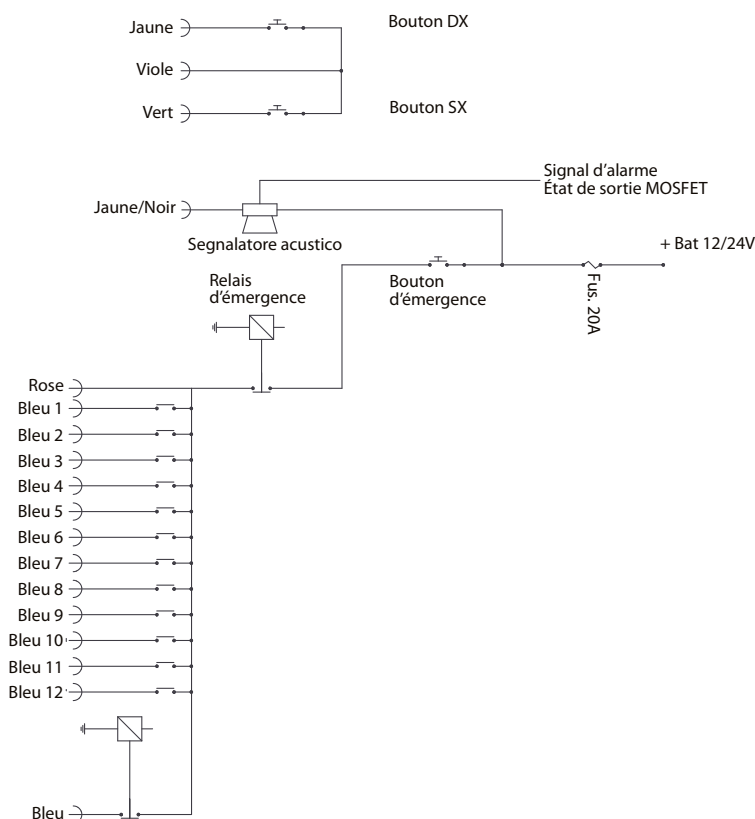 Jaune
Bouton DX
Viole
Vert
Bouton SX
Signal d'alarme
État de sortie MOSFET
Jaune/Noir
Segnalatore acustico
+ Bat 12/24V
Relais
d'émergence
Bouton
d'émergence
Fus. 20A
Rose
Bleu 1
Bleu 2
Bleu 3
Bleu 4
Bleu 5
Bleu 6
Bleu 7
Bleu 8
Bleu 9
Bleu 10
Bleu 11
Bleu 12
Bleu